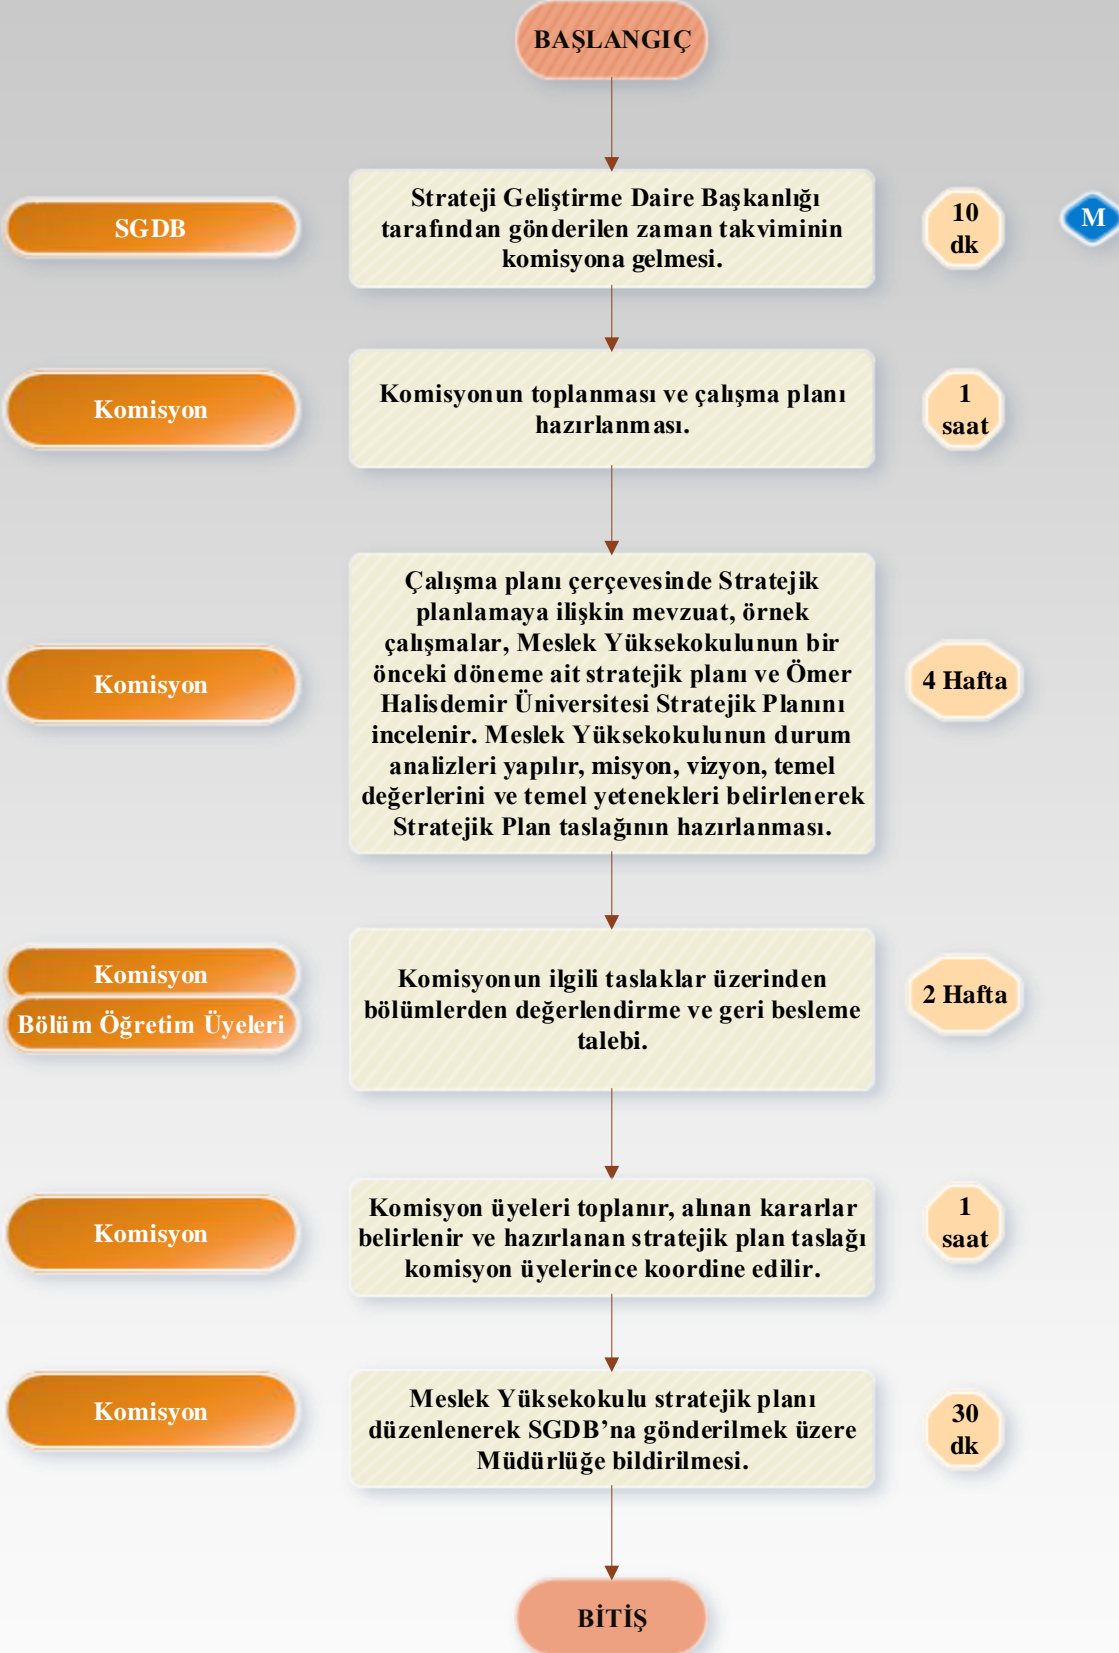 BAŞLANGIÇ
SGDB
Strateji Geliştirme Daire Başkanlığı
tarafından gönderilen zaman takviminin
komisyona gelmesi.
10
dk
M
Komisyon
Komisyonun toplanması ve çalışma planı
hazırlanması.
1
saat
Komisyon
Çalışma planı çerçevesinde Stratejik
planlamaya ilişkin mevzuat, örnek
çalışmalar, Meslek Yüksekokulunun bir
önceki döneme ait stratejik planı ve Ömer
Halisdemir Üniversitesi Stratejik Planını
incelenir. Meslek Yüksekokulunun durum
analizleri yapılır, misyon, vizyon, temel
değerlerini ve temel yetenekleri belirlenerek
Stratejik Plan taslağının hazırlanması.
4 Hafta
Komisyon
Bölüm Öğretim Üyeleri
Komisyonun ilgili taslaklar üzerinden
bölümlerden değerlendirme ve geri besleme
talebi.
2 Hafta
Komisyon
Komisyon üyeleri toplanır, alınan kararlar
belirlenir ve hazırlanan stratejik plan taslağı
komisyon üyelerince koordine edilir.
1
saat
Komisyon
Meslek Yüksekokulu stratejik planı
düzenlenerek SGDB’na gönderilmek üzere
Müdürlüğe bildirilmesi.
30
dk
BİTİŞ